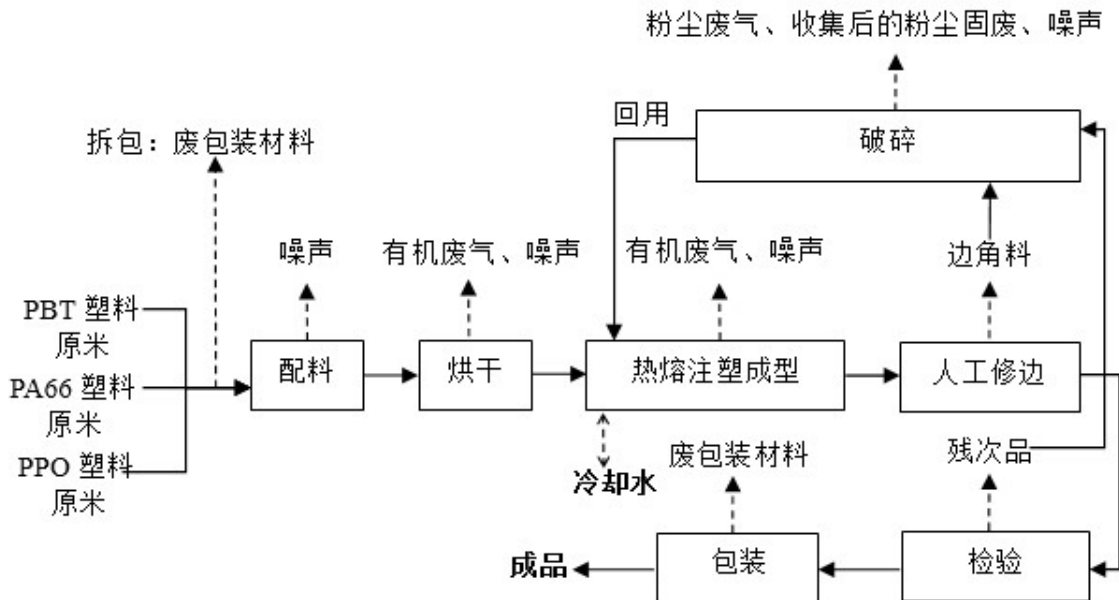 粉尘废气、收集后的粉尘固废、噪声
回用
破碎
拆包：废包装材料
噪声
有机废气、噪声
有机废气、噪声
边角料
PBT 塑料
原米
PA66 塑料
原米
PPO 塑料
原米
配料
烘干
热熔注塑成型
人工修边
冷却水
废包装材料
残次品
成品
包装
检验